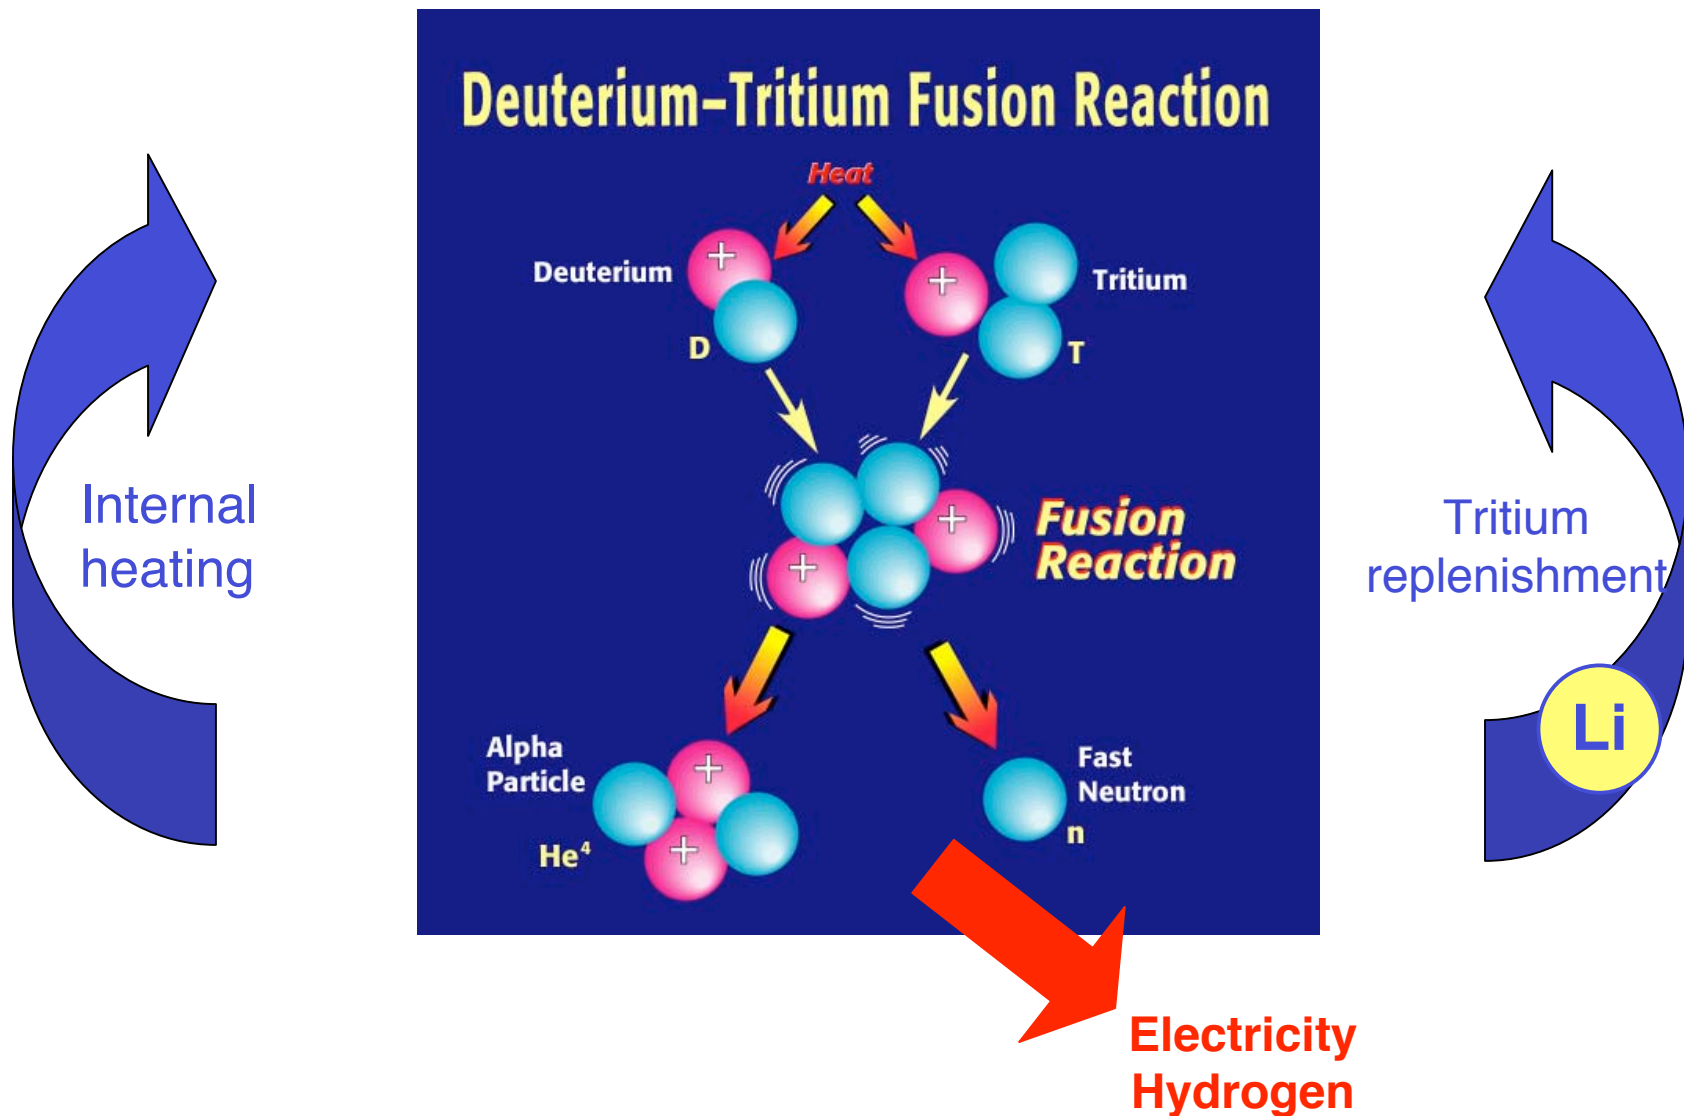 Deuterium–Tritium Fusion Reaction
Heat
+
+
Deuterium
Tritium
D
T
Internal
heating
+
+
Fusion
Reaction
Tritium
replenishment
Li
Alpha
Particle
+
+
He⁴
Fast
Neutron
n
Electricity
Hydrogen